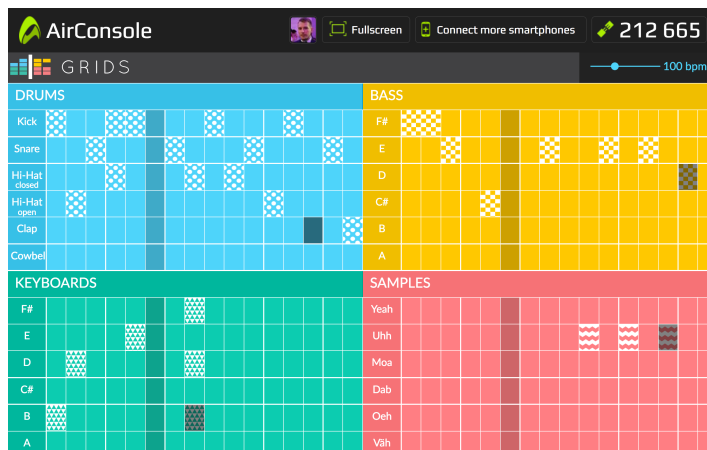 AirConsole
Fullscreen
Connect more smartphones
212 665
GRIDS
100 bpm
DRUMS
Kick
Snare
Hi-Hat
closed
Hi-Hat
open
Clap
Cowbel
BASS
F#
E
D
C#
B
A
KEYBOARDS
F#
E
D
C#
B
A
SAMPLES
Yeah
Uhh
Moa
Dab
Oeh
Väh